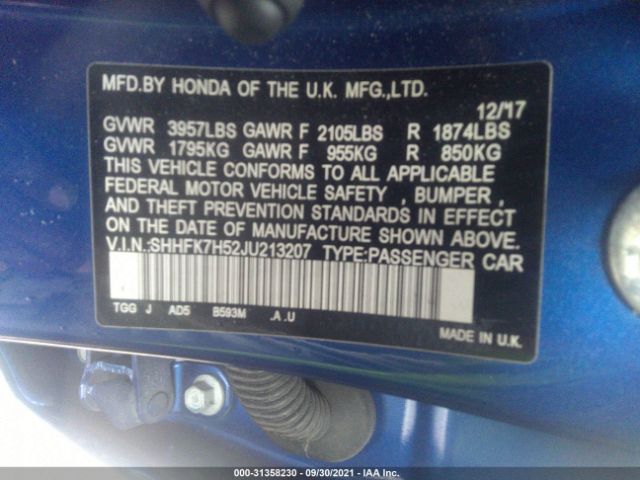 MFD.BY HONDA OF THE U.K. MFG.,LTD.
12/17
GVWR 3957LBS GAWR F 2105LBS R 1874LBS
GVWR 1795KG GAWR F 955KG R 850KG
THIS VEHICLE CONFORMS TO ALL APPLICABLE
FEDERAL MOTOR VEHICLE SAFETY , BUMPER ,
AND THEFT PREVENTION STANDARDS IN EFFECT
ON THE DATE OF MANUFACTURE SHOWN ABOVE.
V.I.N.:SHHFK7H52JU213207 TYPE:PASSENGER CAR
TGG J AD5 B593M .A .U
MADE IN U.K.
000-31358230 - 09/30/2021 - IAA Inc.